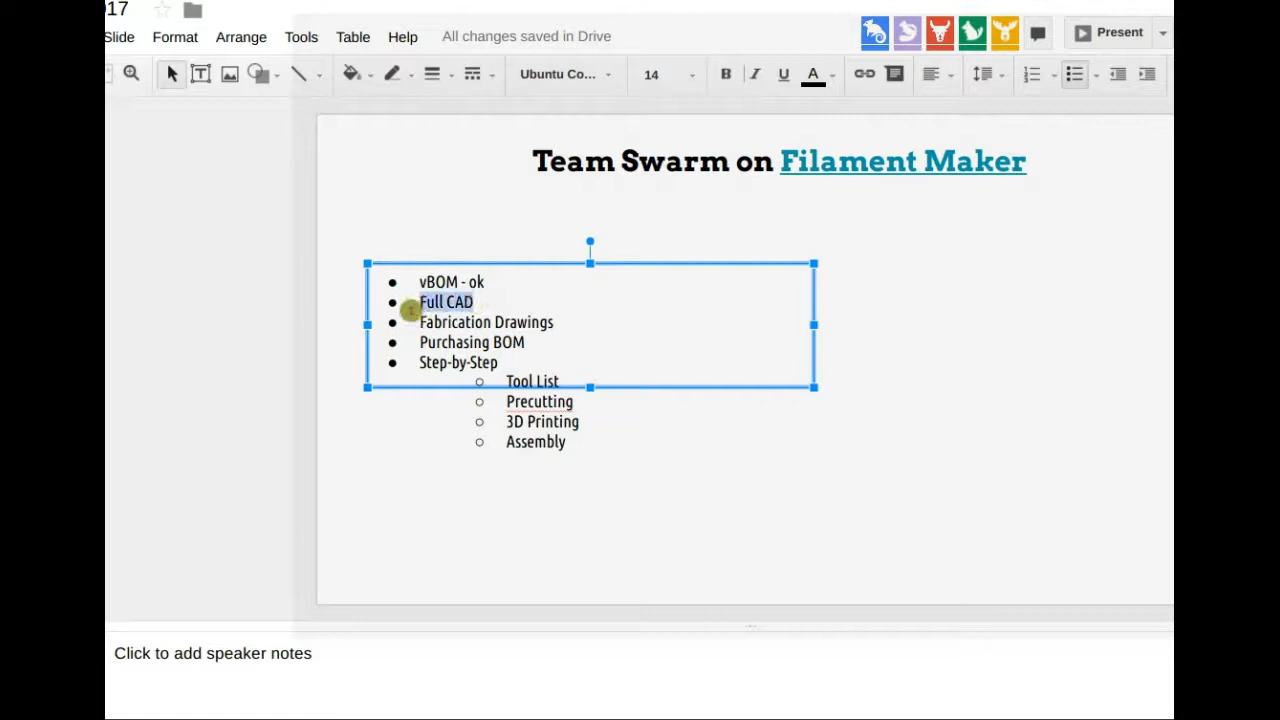 017
Slide Format Arrange Tools Table Help All changes saved in Drive Present
Ubuntu Co... 14 B I U A
Team Swarm on Filament Maker
● vBOM - ok
● Full CAD
● Fabrication Drawings
● Purchasing BOM
● Step-by-Step
○ Tool List
○ Precutting
○ 3D Printing
○ Assembly
Click to add speaker notes